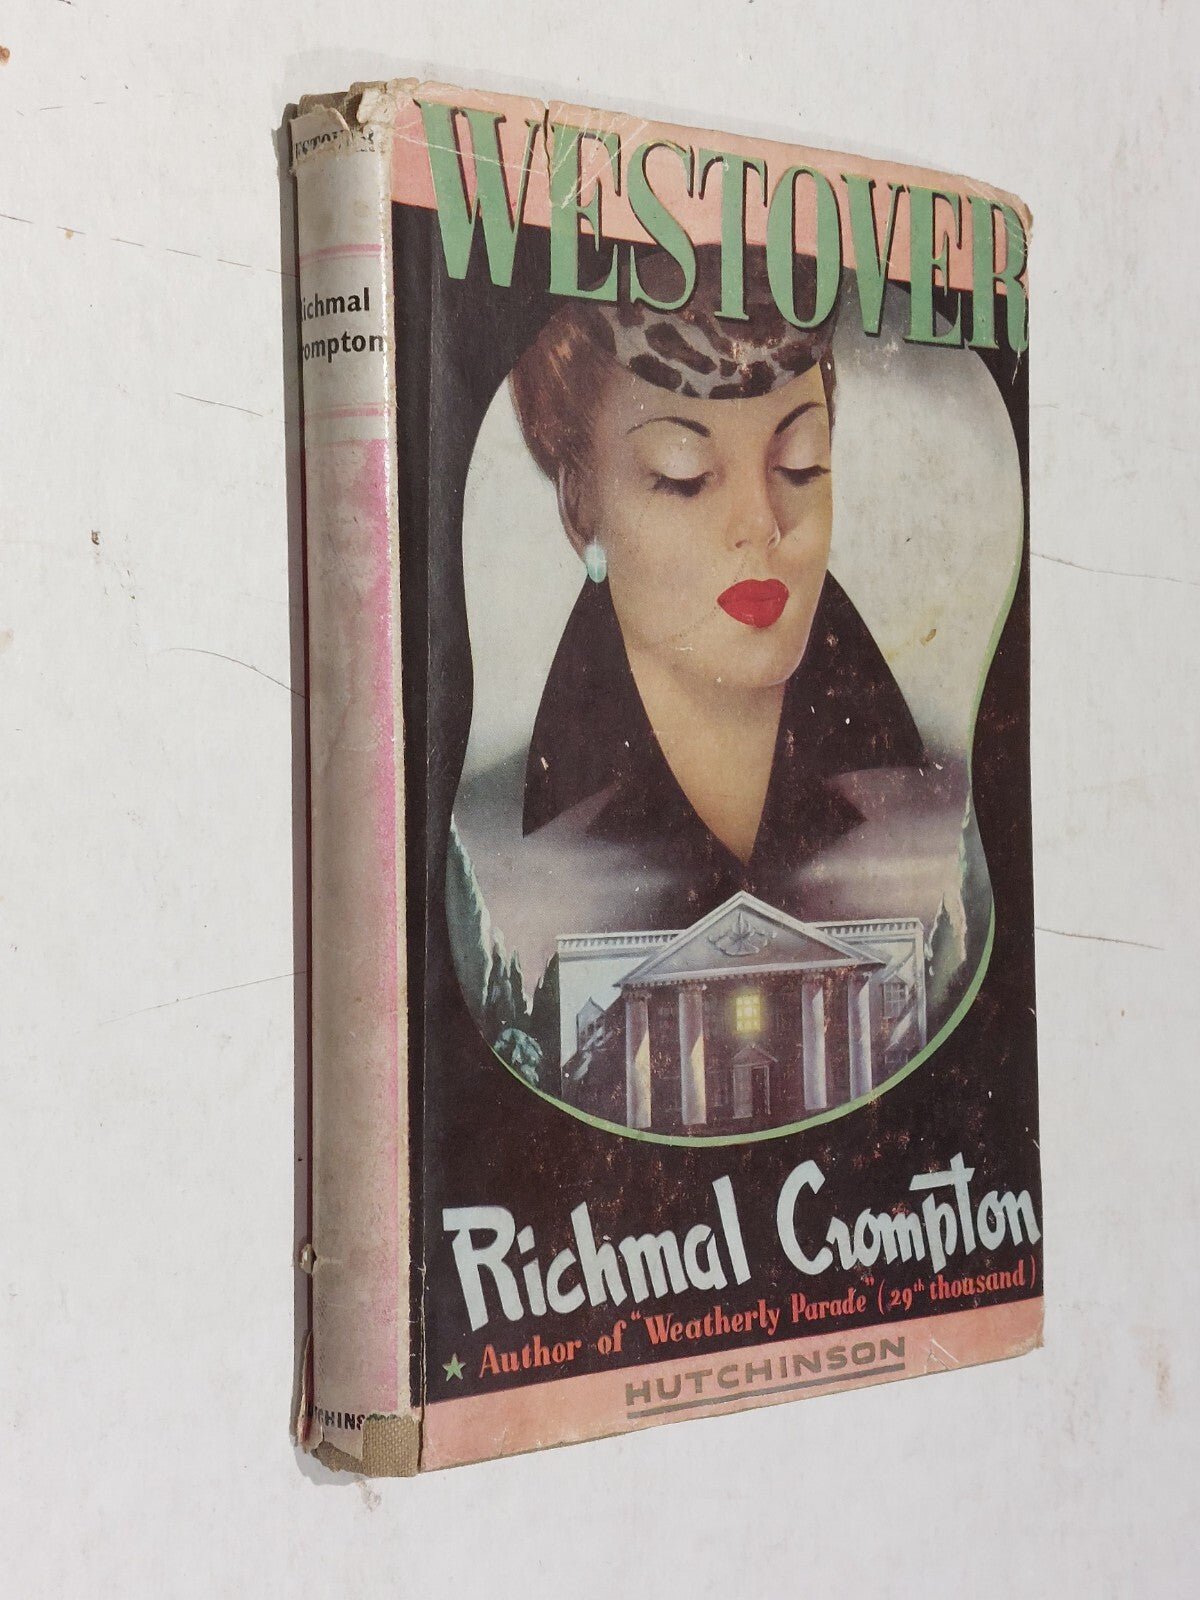 WESTOVER
Richmal
Crompton
Richmal Crompton
Author of "Weatherly Parade" (29th thousand)
HUTCHINSON